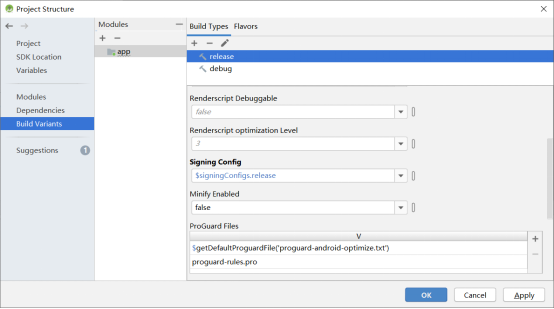 Project Structure
Modules
Build Types Flavors
app
release
debug
Project
SDK Location
Variables
Modules
Dependencies
Build Variants
Suggestions 1
Renderscript Debuggable
false
Renderscript optimization Level
3
Signing Config
$signingConfigs.release
Minify Enabled
false
ProGuard Files
V
$getDefaultProguardFile('proguard-android-optimize.txt')
proguard-rules.pro
OK Cancel Apply